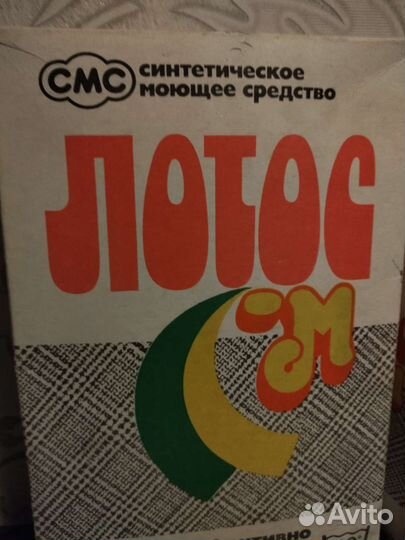 СМС
синтетическое
моющее средство
ЛОТОС
-М
Avito